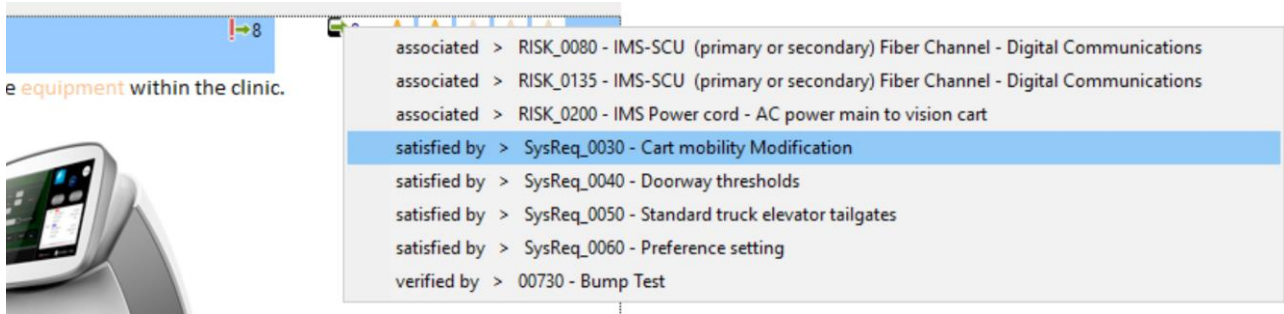 8
associated > RISK_0080 - IMS-SCU (primary or secondary) Fiber Channel - Digital Communications
associated > RISK_0135 - IMS-SCU (primary or secondary) Fiber Channel - Digital Communications
e equipment within the clinic.
associated > RISK_0200 - IMS Power cord - AC power main to vision cart
satisfied by > SysReq_0030 - Cart mobility Modification
satisfied by > SysReq_0040 - Doorway thresholds
satisfied by > SysReq_0050 - Standard truck elevator tailgates
satisfied by > SysReq_0060 - Preference setting
verified by > 00730 - Bump Test